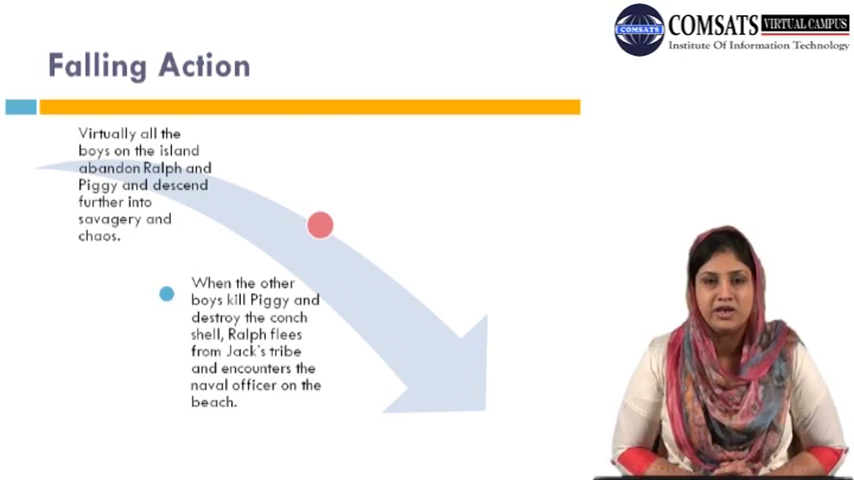 COMSATS VIRTUAL CAMPUS
COMSATS
Institute Of Information Technology
Falling Action
Virtually all the
boys on the island
abandon Ralph and
Piggy and descend
further into
savagery and
chaos.
When the other
boys kill Piggy and
destroy the conch
shell, Ralph flees
from Jack's tribe
and encounters the
naval officer on the
beach.